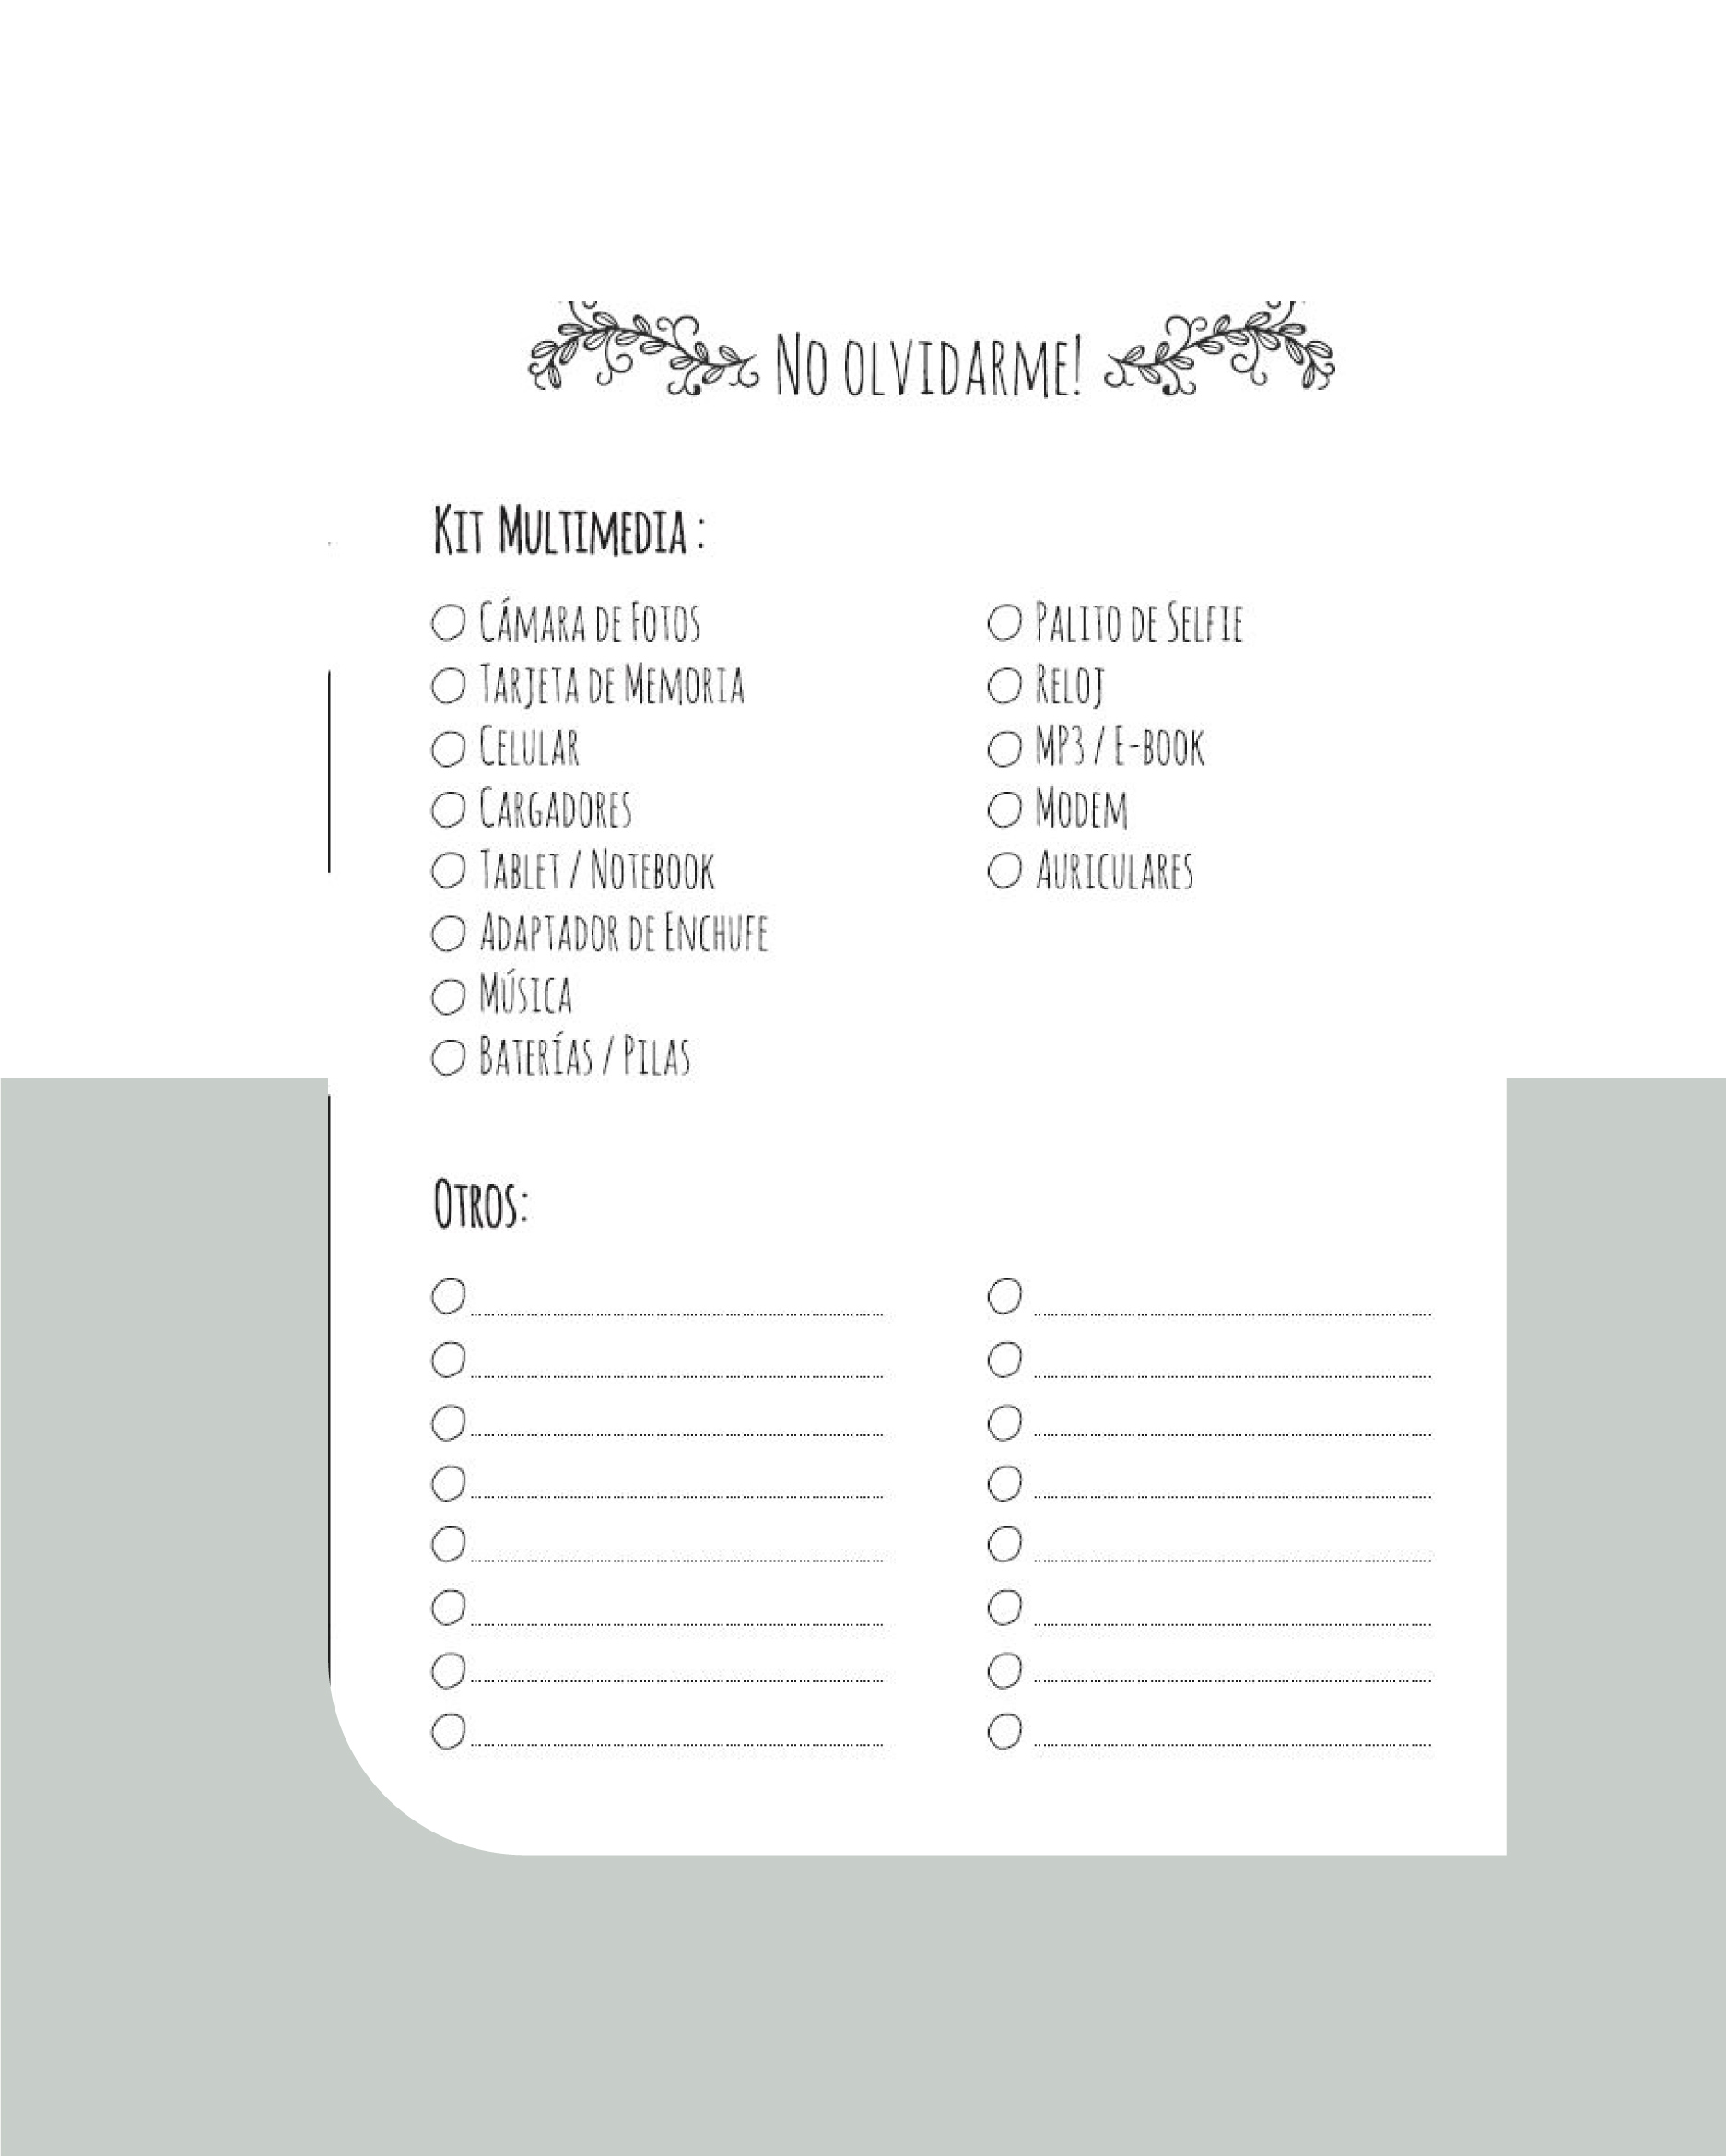 No olvidarme!
Kit Multimedia:
Cámara de Fotos
Tarjeta de Memoria
Celular
Cargadores
Tablet / Notebook
Adaptador de Enchufe
Música
Baterías / Pilas
Palito de Selfie
Reloj
MP3 / E-book
Modem
Auriculares
Otros: